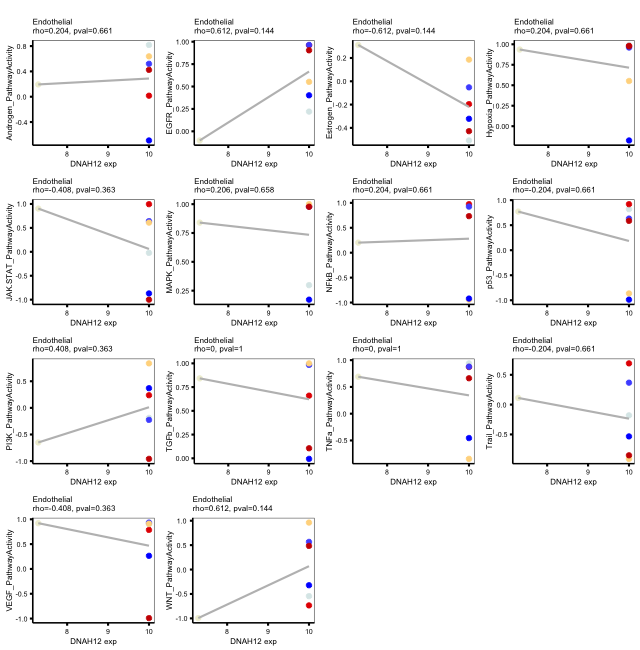 Endothelial
rho=0.204, pval=0.661
Androgen_PathwayActivity
0.8
0.4
0.0
-0.4
8
9
10
DNAH12 exp
Endothelial
rho=0.612, pval=0.144
EGFR_PathwayActivity
1.00
0.75
0.50
0.25
0.00
8
9
10
DNAH12 exp
Endothelial
rho=-0.612, pval=0.144
Estrogen_PathwayActivity
0.2
0.0
-0.2
-0.4
8
9
10
DNAH12 exp
Endothelial
rho=0.204, pval=0.661
Hypoxia_PathwayActivity
1.00
0.75
0.50
0.25
0.00
8
9
10
DNAH12 exp
Endothelial
rho=-0.408, pval=0.363
JAK-STAT_PathwayActivity
1.0
0.5
0.0
-0.5
-1.0
8
9
10
DNAH12 exp
Endothelial
rho=0.206, pval=0.658
MAPK_PathwayActivity
1.00
0.75
0.50
0.25
8
9
10
DNAH12 exp
Endothelial
rho=0.204, pval=0.661
NFkB_PathwayActivity
1.0
0.5
0.0
-0.5
-1.0
8
9
10
DNAH12 exp
Endothelial
rho=-0.204, pval=0.661
p53_PathwayActivity
1.0
0.5
0.0
-0.5
-1.0
8
9
10
DNAH12 exp
Endothelial
rho=0.408, pval=0.363
PI3K_PathwayActivity
0.5
0.0
-0.5
-1.0
8
9
10
DNAH12 exp
Endothelial
rho=0, pval=1
TGFb_PathwayActivity
1.00
0.75
0.50
0.25
0.00
8
9
10
DNAH12 exp
Endothelial
rho=0, pval=1
TNFa_PathwayActivity
1.0
0.5
0.0
-0.5
8
9
10
DNAH12 exp
Endothelial
rho=-0.204, pval=0.661
Trail_PathwayActivity
0.5
0.0
-0.5
8
9
10
DNAH12 exp
Endothelial
rho=-0.408, pval=0.363
VEGF_PathwayActivity
1.0
0.5
0.0
-0.5
-1.0
8
9
10
DNAH12 exp
Endothelial
rho=0.612, pval=0.144
WNT_PathwayActivity
1.0
0.5
0.0
-0.5
-1.0
8
9
10
DNAH12 exp